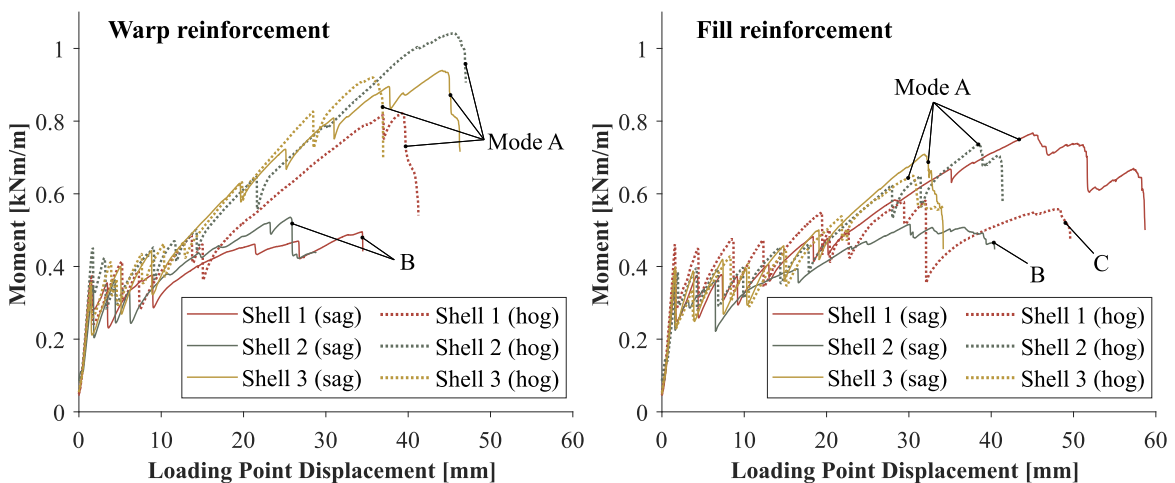 Warp reinforcement
Moment [kNm/m]
1
0.8
0.6
0.4
0.2
0
Mode A
B
Shell 1 (sag) Shell 1 (hog)
Shell 2 (sag) Shell 2 (hog)
Shell 3 (sag) Shell 3 (hog)
0 10 20 30 40 50 60
Loading Point Displacement [mm]
Fill reinforcement
Moment [kNm/m]
1
0.8
0.6
0.4
0.2
0
Mode A
B
C
Shell 1 (sag) Shell 1 (hog)
Shell 2 (sag) Shell 2 (hog)
Shell 3 (sag) Shell 3 (hog)
0 10 20 30 40 50 60
Loading Point Displacement [mm]